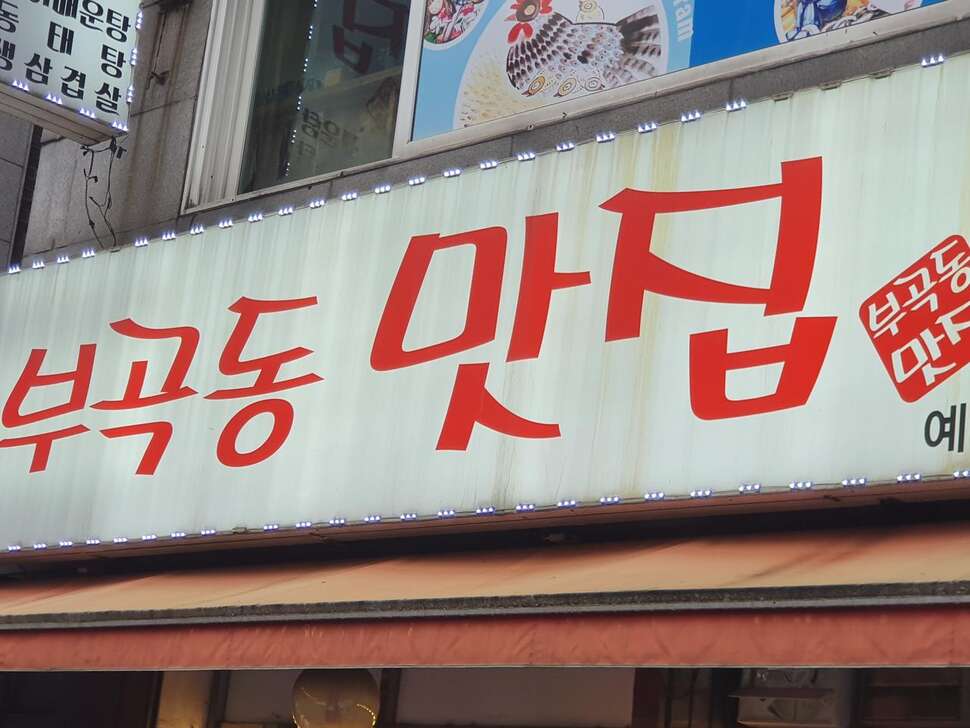 매운탕
동태탕
생삼겹살
부곡동 맛집
부곡동
맛집
예